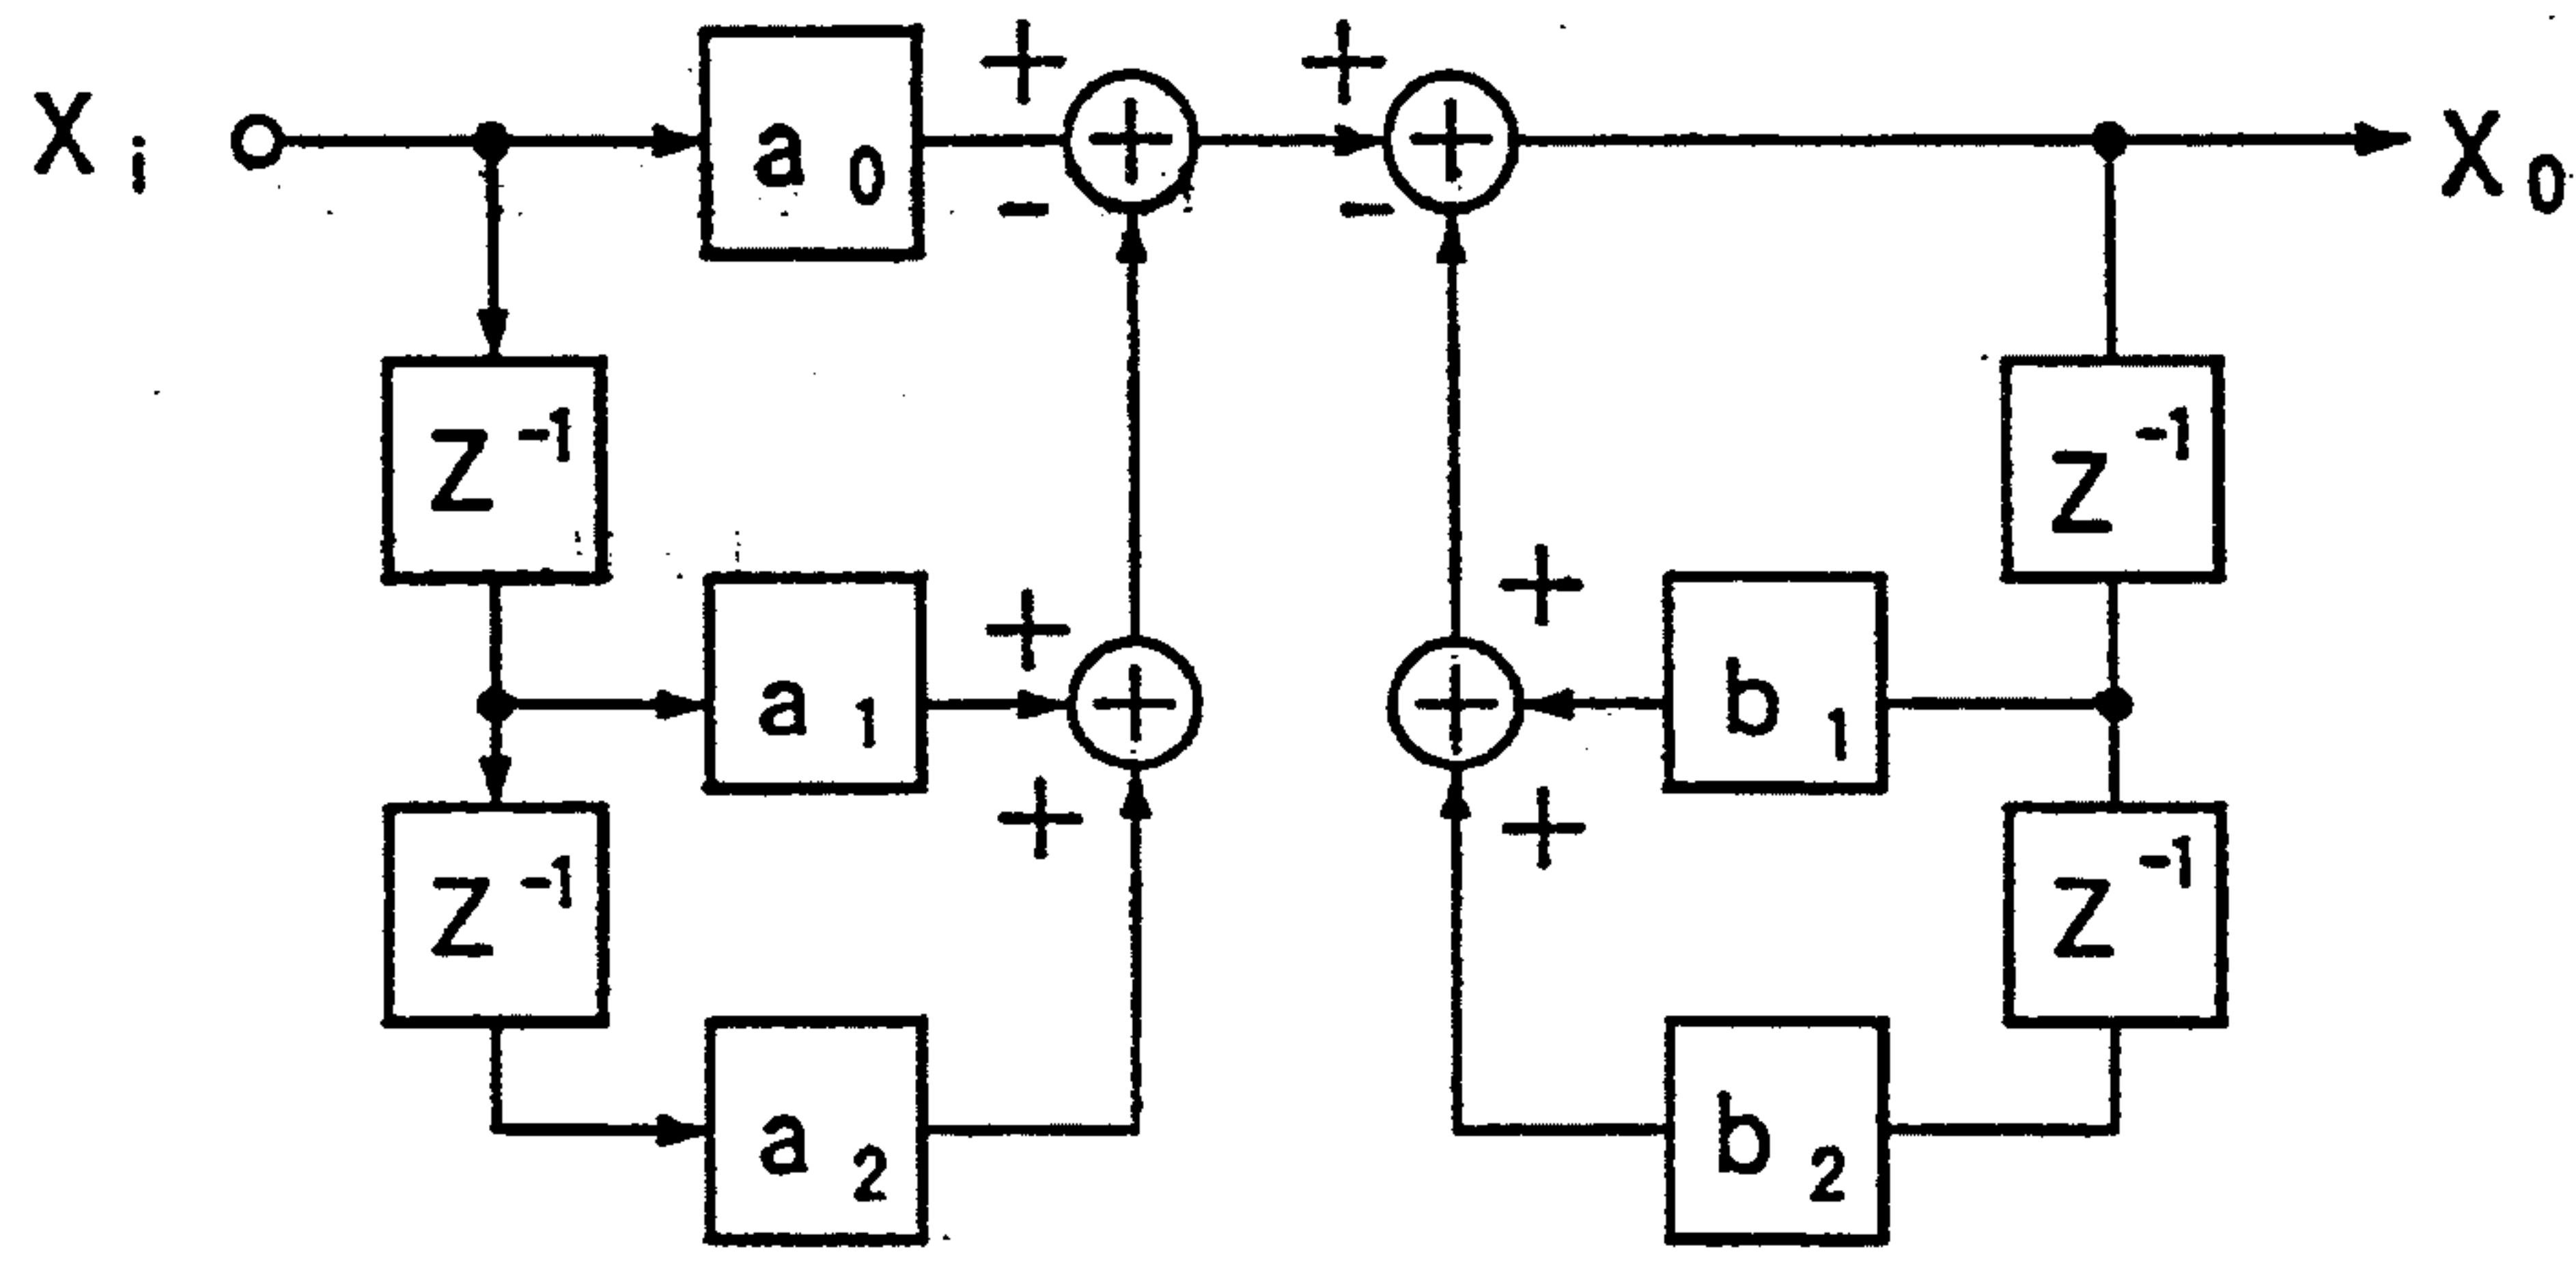 X i a 0 + + + + X 0
- -
Z -1 Z -1
a 1 + + + b 1
+ +
Z -1 Z -1
a 2 b 2